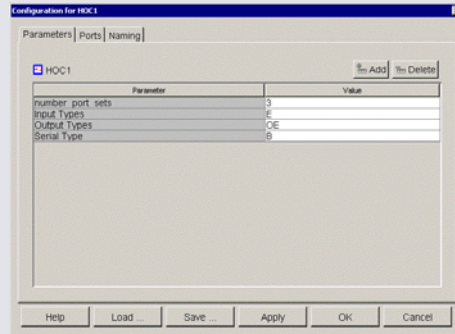 Configuration for HOC1
Parameters Ports Naming
HOC1 Add Delete
Parameter Value
number port sets 3
Input Types E
Output Types OE
Serial Type B
Help Load ... Save ... Apply OK Cancel